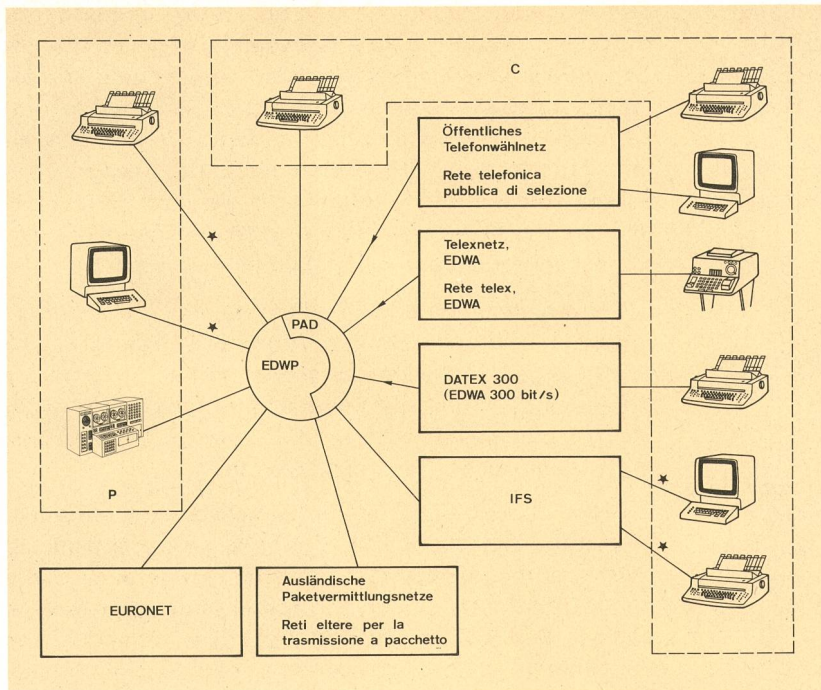 C
Öffentliches
Telefonwählnetz
Rete telefonica
pubblica di selezione
Telexnetz,
EDWA
Rete telex,
EDWA
PAD
EDWP
DATEX 300
(EDWA 300 bit/s)
P
IFS
EURONET
Ausländische
Paketvermittlungsnetze
Reti eltere per la
trasmissione a pacchetto